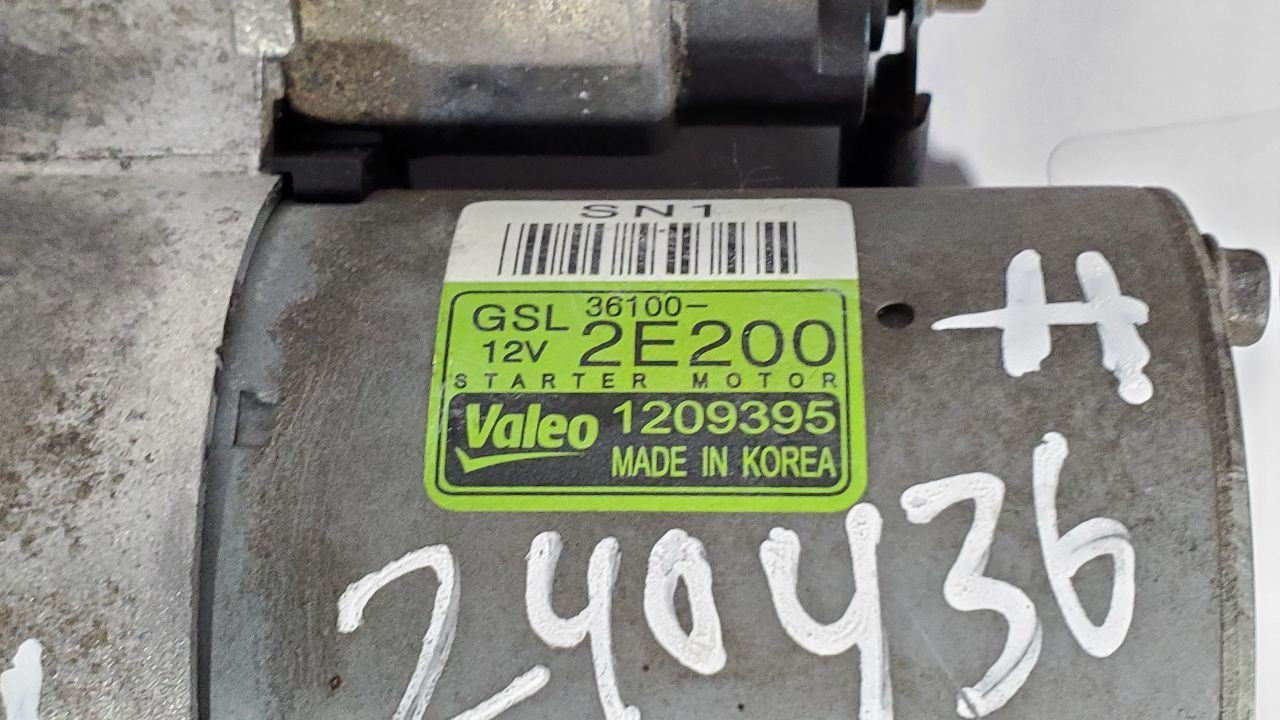 SN1
GSL 36100-
12V 2E200
STARTER MOTOR
Valeo 1209395
MADE IN KOREA
H
240436